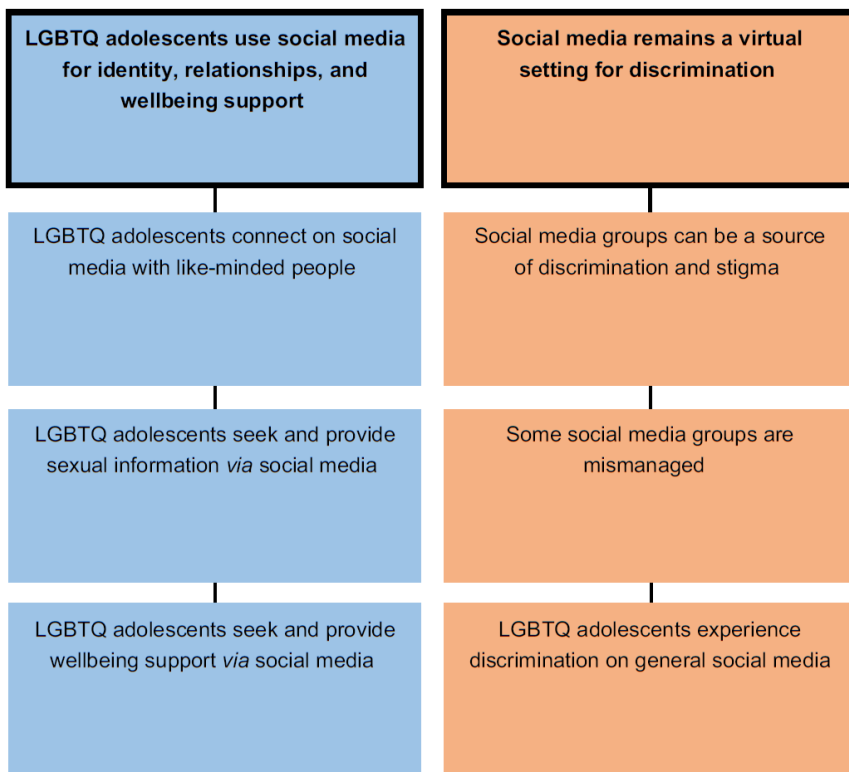 LGBTQ adolescents use social media
for identity, relationships, and
wellbeing support
LGBTQ adolescents connect on social
media with like-minded people
LGBTQ adolescents seek and provide
sexual information via social media
LGBTQ adolescents seek and provide
wellbeing support via social media
Social media remains a virtual
setting for discrimination
Social media groups can be a source
of discrimination and stigma
Some social media groups are
mismanaged
LGBTQ adolescents experience
discrimination on general social media